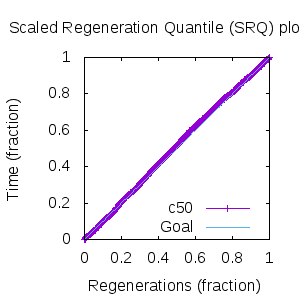 Scaled Regeneration Quantile (SRQ) plo
1
0.8
0.6
0.4
0.2
0
Time (fraction)
c50
Goal
0 0.2 0.4 0.6 0.8 1
Regenerations (fraction)